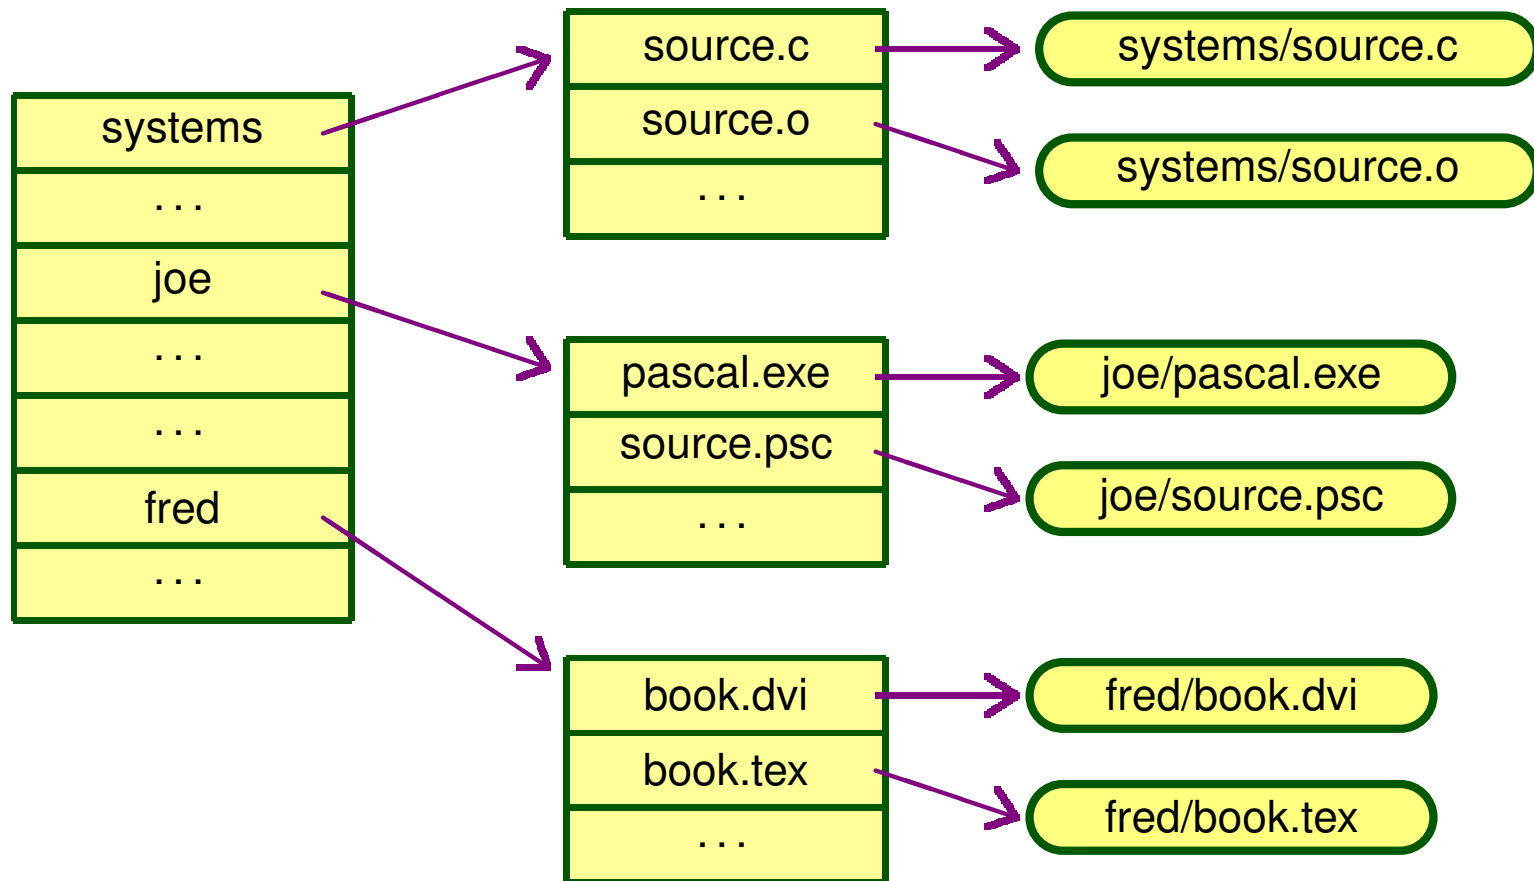 systems
. . .
joe
. . .
. . .
fred
. . .
source.c
source.o
. . .
systems/source.c
systems/source.o
pascal.exe
source.psc
. . .
joe/pascal.exe
joe/source.psc
book.dvi
book.tex
. . .
fred/book.dvi
fred/book.tex